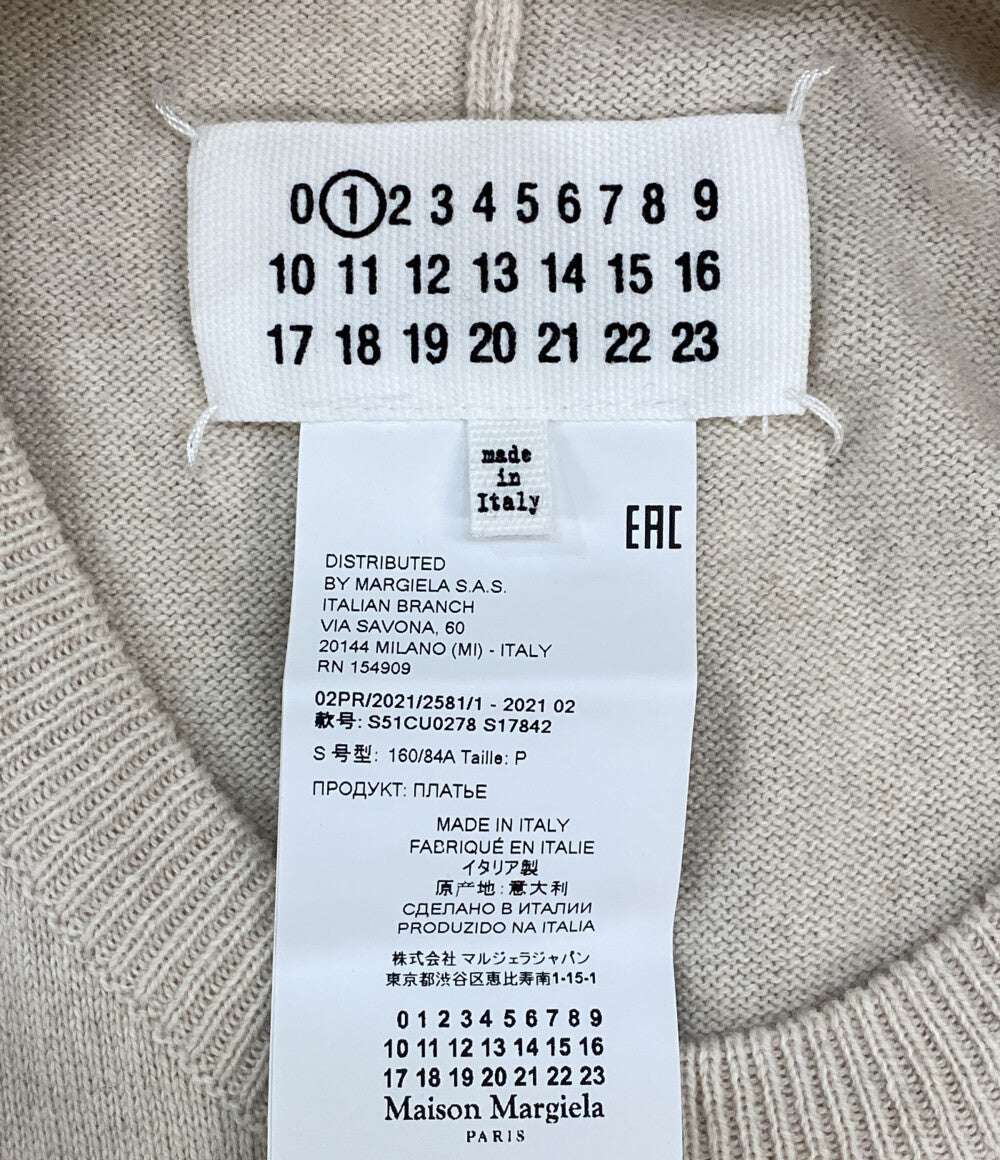 0 1 2 3 4 5 6 7 8 9
10 11 12 13 14 15 16
17 18 19 20 21 22 23
made
in
Italy
EAC
DISTRIBUTED
BY MARGIELA S.A.S.
ITALIAN BRANCH
VIA SAVONA, 60
20144 MILANO (MI) - ITALY
RN 154909
02PR/2021/2581/1 - 2021 02
款号: S51CU0278 S17842
S 号型: 160/84A Taille: P
ПРОДУКТ: ПЛАТЬЕ
MADE IN ITALY
FABRIQUÉ EN ITALIE
イタリア製
原产地: 意大利
СДЕЛАНО В ИТАЛИИ
PRODUZIDO NA ITALIA
株式会社 マルジェラジャパン
東京都渋谷区恵比寿南1-15-1
0 1 2 3 4 5 6 7 8 9
10 11 12 13 14 15 16
17 18 19 20 21 22 23
Maison Margiela
PARIS